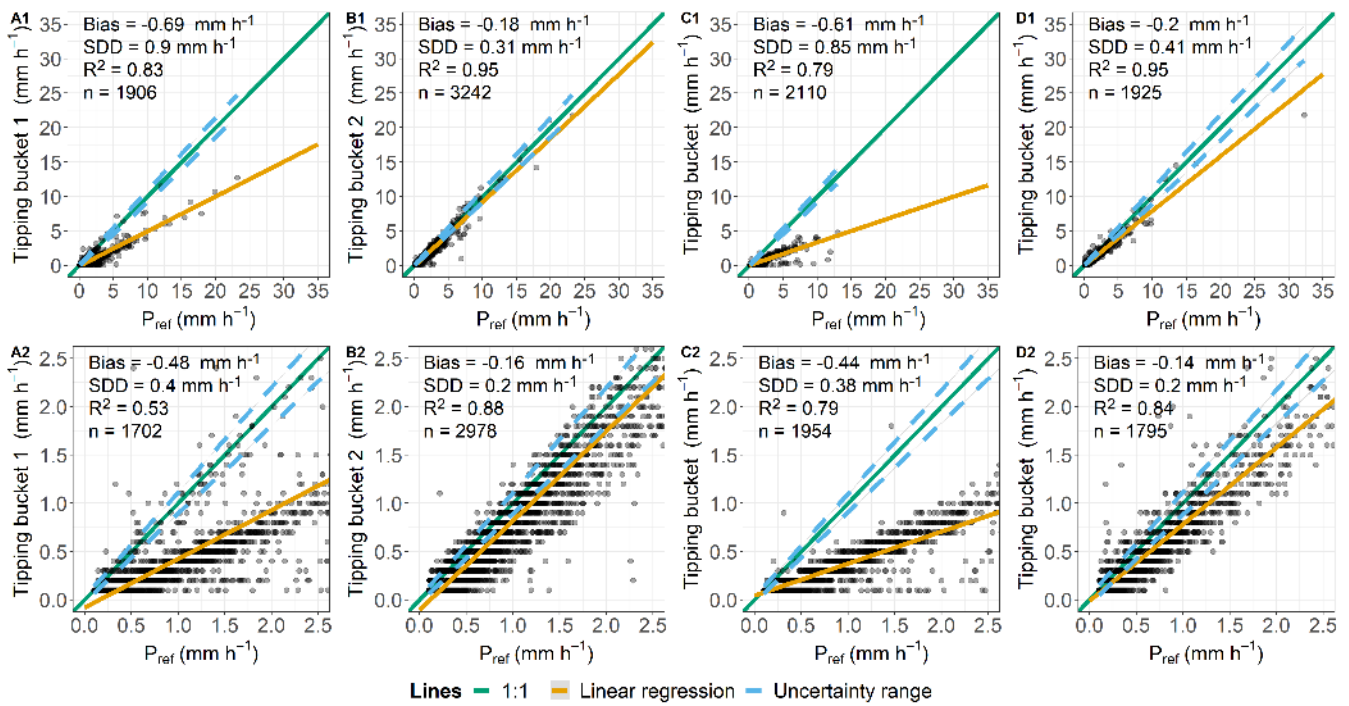 A1
Tipping bucket 1 (mm h⁻¹)
Bias = -0.69 mm h⁻¹
SDD = 0.9 mm h⁻¹
R² = 0.83
n = 1906
35
30
25
20
15
10
5
0
0 5 10 15 20 25 30 35
P_ref (mm h⁻¹)
B1
Tipping bucket 2 (mm h⁻¹)
Bias = -0.18 mm h⁻¹
SDD = 0.31 mm h⁻¹
R² = 0.95
n = 3242
35
30
25
20
15
10
5
0
0 5 10 15 20 25 30 35
P_ref (mm h⁻¹)
C1
Tipping bucket (mm h⁻¹)
Bias = -0.61 mm h⁻¹
SDD = 0.85 mm h⁻¹
R² = 0.79
n = 2110
35
30
25
20
15
10
5
0
0 5 10 15 20 25 30 35
P_ref (mm h⁻¹)
D1
Tipping bucket (mm h⁻¹)
Bias = -0.2 mm h⁻¹
SDD = 0.41 mm h⁻¹
R² = 0.95
n = 1925
35
30
25
20
15
10
5
0
0 5 10 15 20 25 30 35
P_ref (mm h⁻¹)
A2
Tipping bucket 1 (mm h⁻¹)
Bias = -0.48 mm h⁻¹
SDD = 0.4 mm h⁻¹
R² = 0.53
n = 1702
2.5
2.0
1.5
1.0
0.5
0.0
0.0 0.5 1.0 1.5 2.0 2.5
P_ref (mm h⁻¹)
B2
Tipping bucket 2 (mm h⁻¹)
Bias = -0.16 mm h⁻¹
SDD = 0.2 mm h⁻¹
R² = 0.88
n = 2978
2.5
2.0
1.5
1.0
0.5
0.0
0.0 0.5 1.0 1.5 2.0 2.5
P_ref (mm h⁻¹)
C2
Tipping bucket (mm h⁻¹)
Bias = -0.44 mm h⁻¹
SDD = 0.38 mm h⁻¹
R² = 0.79
n = 1954
2.5
2.0
1.5
1.0
0.5
0.0
0.0 0.5 1.0 1.5 2.0 2.5
P_ref (mm h⁻¹)
D2
Tipping bucket (mm h⁻¹)
Bias = -0.14 mm h⁻¹
SDD = 0.2 mm h⁻¹
R² = 0.84
n = 1795
2.5
2.0
1.5
1.0
0.5
0.0
0.0 0.5 1.0 1.5 2.0 2.5
P_ref (mm h⁻¹)
Lines 1:1 Linear regression Uncertainty range